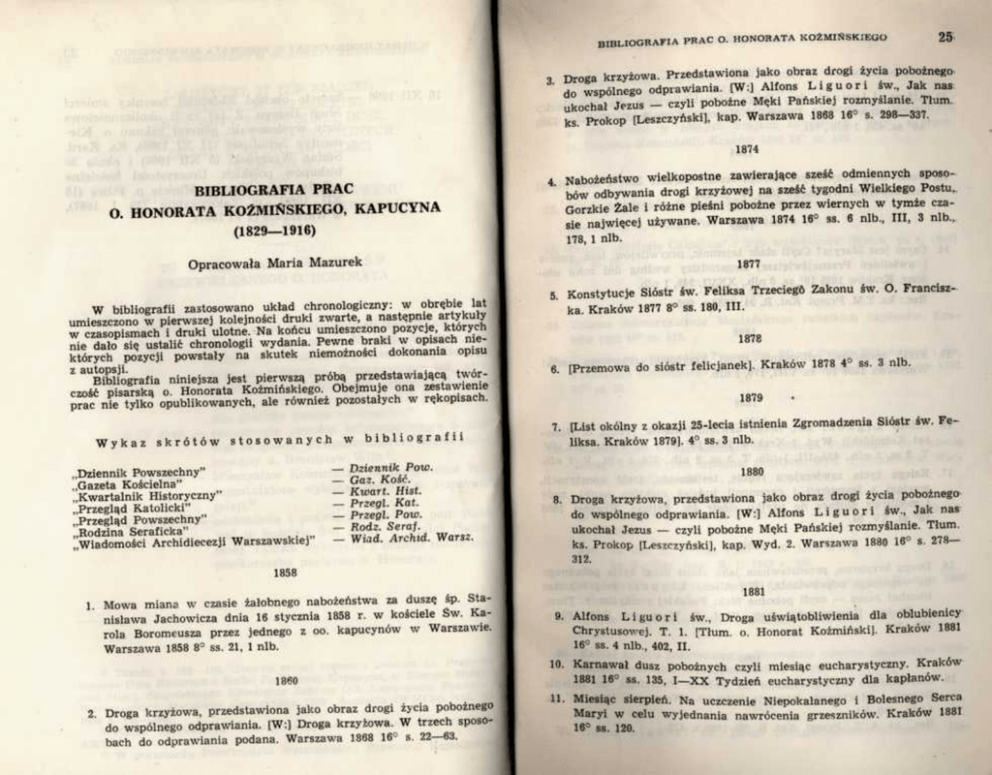 BIBLIOGRAFIA PRAC
O. HONORATA KOŹMIŃSKIEGO, KAPUCYNA
(1829—1916)
Opracowała Maria Mazurek
W bibliografii zastosowano układ chronologiczny: w obrębie lat
umieszczono w pierwszej kolejności druki zwarte, a następnie artykuły
w czasopismach i druki ulotne. Na końcu umieszczono pozycje, których
nie dało się ustalić chronologii wydania. Pewne braki w opisach nie-
których pozycji powstały na skutek niemożności dokonania opisu
z autopsji.
Bibliografia niniejsza jest pierwszą próbą przedstawiającą twór-
czość pisarską o. Honorata Koźmińskiego. Obejmuje ona zestawienie
prac nie tylko opublikowanych, ale również pozostałych w rękopisach.
Wykaz skrótów stosowanych w bibliografii
„Dziennik Powszechny" — Dziennik Pow.
„Gazeta Kościelna" — Gaz. Kość.
„Kwartalnik Historyczny" — Kwart. Hist.
„Przegląd Katolicki" — Przegl. Kat.
„Przegląd Powszechny" — Przegl. Pow.
„Rodzina Seraficka" — Rodz. Seraf.
„Wiadomości Archidiecezji Warszawskiej" — Wiad. Archid. Warsz.
1858
1. Mowa miana w czasie żałobnego nabożeństwa za duszę śp. Sta-
nisława Jachowicza dnia 16 stycznia 1858 r. w kościele Św. Ka-
rola Boromeusza przez jednego z oo. kapucynów w Warszawie.
Warszawa 1858 8° ss. 21, 1 nlb.
1860
2. Droga krzyżowa, przedstawiona jako obraz drogi życia pobożnego
do wspólnego odprawiania. [W:] Droga krzyżowa. W trzech sposo-
bach do odprawiania podana. Warszawa 1868 16° s. 22—63.
BIBLIOGRAFIA PRAC O. HONORATA KOŹMIŃSKIEGO 25
3. Droga krzyżowa. Przedstawiona jako obraz drogi życia pobożnego
do wspólnego odprawiania. [W:] Alfons Liguori św., Jak nas
ukochał Jezus — czyli pobożne Męki Pańskiej rozmyślanie. Tłum.
ks. Prokop [Leszczyński], kap. Warszawa 1868 16° s. 298—337.
1874
4. Nabożeństwo wielkopostne zawierające sześć odmiennych sposo-
bów odbywania drogi krzyżowej na sześć tygodni Wielkiego Postu,
Gorzkie Żale i różne pieśni pobożne przez wiernych w tymże cza-
sie najwięcej używane. Warszawa 1874 16° ss. 6 nlb., III, 3 nlb.,
178, 1 nlb.
1877
5. Konstytucje Sióstr św. Feliksa Trzeciego Zakonu św. O. Francisz-
ka. Kraków 1877 8° ss. 180, III.
1878
6. [Przemowa do sióstr felicjanek]. Kraków 1878 4° ss. 3 nlb.
1879
7. [List okólny z okazji 25-lecia istnienia Zgromadzenia Sióstr św. Fe-
liksa. Kraków 1879]. 4° ss. 3 nlb.
1880
8. Droga krzyżowa, przedstawiona jako obraz drogi życia pobożnego
do wspólnego odprawiania. [W:] Alfons Liguori św., Jak nas
ukochał Jezus — czyli pobożne Męki Pańskiej rozmyślanie. Tłum.
ks. Prokop [Leszczyński], kap. Wyd. 2. Warszawa 1880 16° s. 278—
312.
1881
9. Alfons Liguori św., Droga uświątobliwienia dla oblubienicy
Chrystusowej. T. 1. [Tłum. o. Honorat Koźmiński]. Kraków 1881
16° ss. 4 nlb., 402, II.
10. Karnawał dusz pobożnych czyli miesiąc eucharystyczny. Kraków
1881 16° ss. 135, I—XX Tydzień eucharystyczny dla kapłanów.
11. Miesiąc sierpień. Na uczczenie Niepokalanego i Bolesnego Serca
Maryi w celu wyjednania nawrócenia grzeszników. Kraków 1881
16° ss. 120.